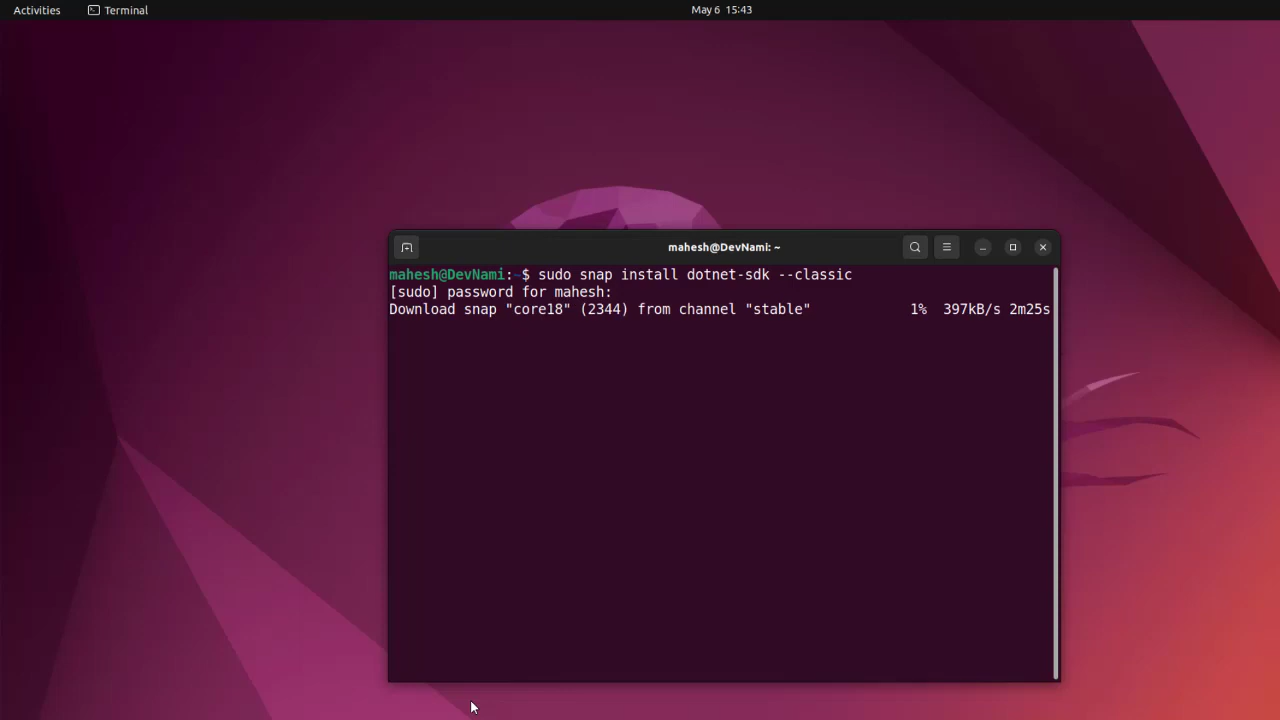 Activities
Terminal
May 6 15:43
mahesh@DevNami: ~
mahesh@DevNami:~$ sudo snap install dotnet-sdk --classic
[sudo] password for mahesh:
Download snap "core18" (2344) from channel "stable" 1% 397kB/s 2m25s